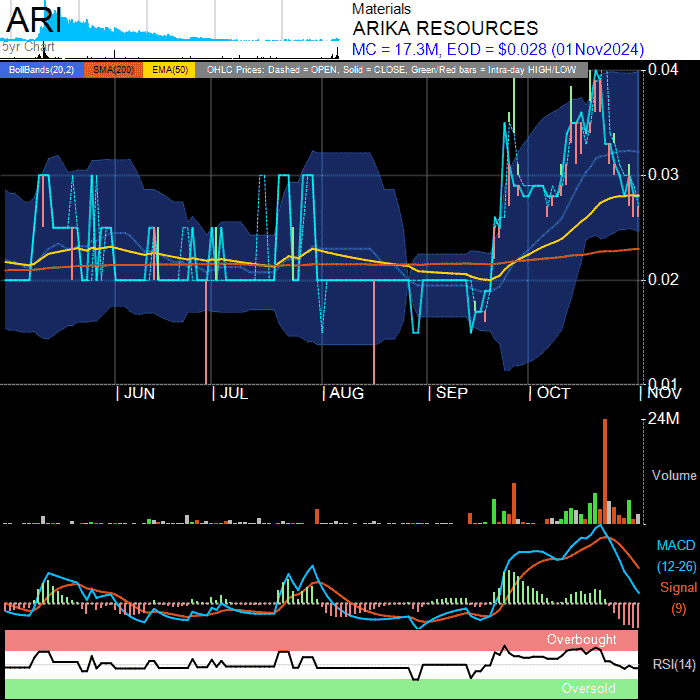 ARI
5yr Chart
Materials
ARIKA RESOURCES
MC = 17.3M, EOD = $0.028 (01Nov2024)
BollBands(20,2) SMA(200) EMA(50) OHLC Prices: Dashed = OPEN, Solid = CLOSE, Green/Red bars = Intra-day HIGH/LOW
0.04
0.03
0.02
0.01
JUN JUL AUG SEP OCT NOV
24M
Volume
MACD
(12-26)
Signal
(9)
Overbought
RSI(14)
Oversold